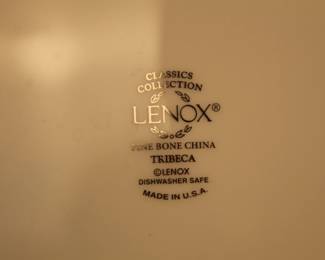 CLASSICS
COLLECTION
LENOX®
FINE BONE CHINA
TRIBECA
©LENOX
DISHWASHER SAFE
MADE IN U.S.A.